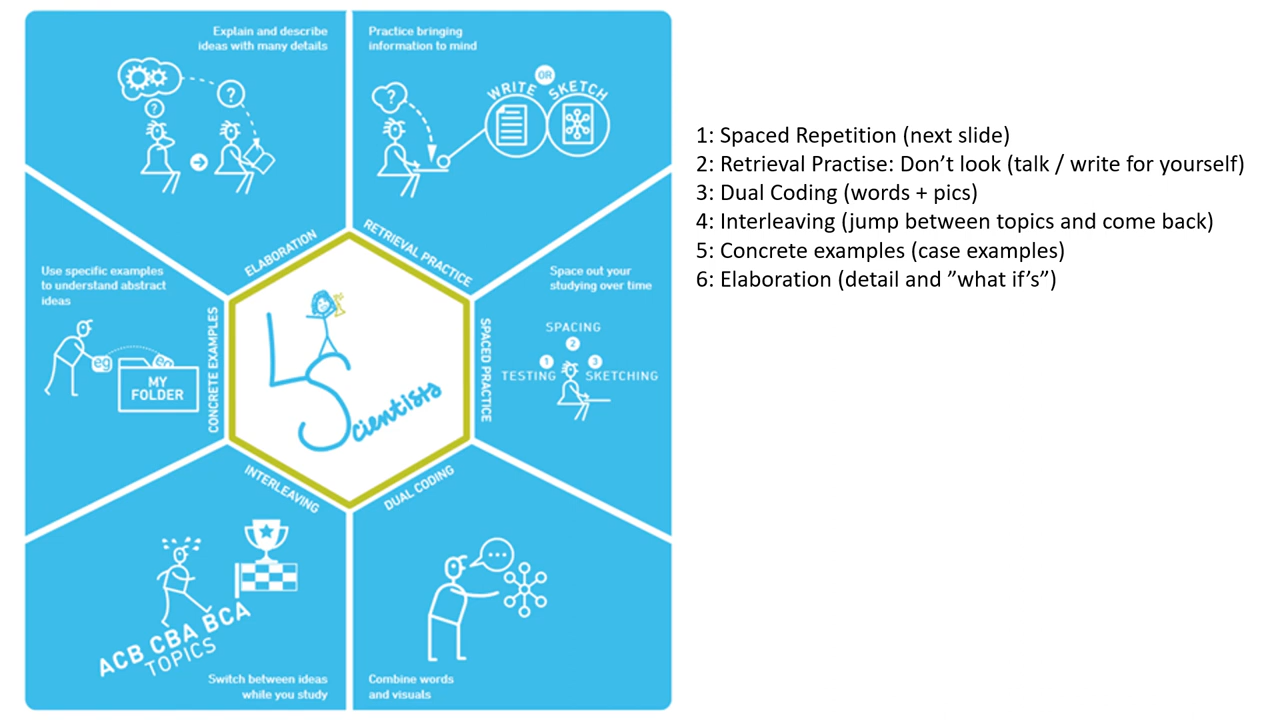 Explain and describe
ideas with many details
?
?
?
ELABORATION
Practice bringing
information to mind
?
WRITE OR SKETCH
RETRIEVAL PRACTICE
Space out your
studying over time
SPACING
2
1 3
TESTING SKETCHING
SPACED PRACTICE
Use specific examples
to understand abstract
ideas
eg eg
MY
FOLDER
CONCRETE EXAMPLES
LScientists
INTERLEAVING
ACB CBA BCA
TOPICS
Switch between ideas
while you study
DUAL CODING
...
Combine words
and visuals
1: Spaced Repetition (next slide)
2: Retrieval Practise: Don’t look (talk / write for yourself)
3: Dual Coding (words + pics)
4: Interleaving (jump between topics and come back)
5: Concrete examples (case examples)
6: Elaboration (detail and ”what if’s”)